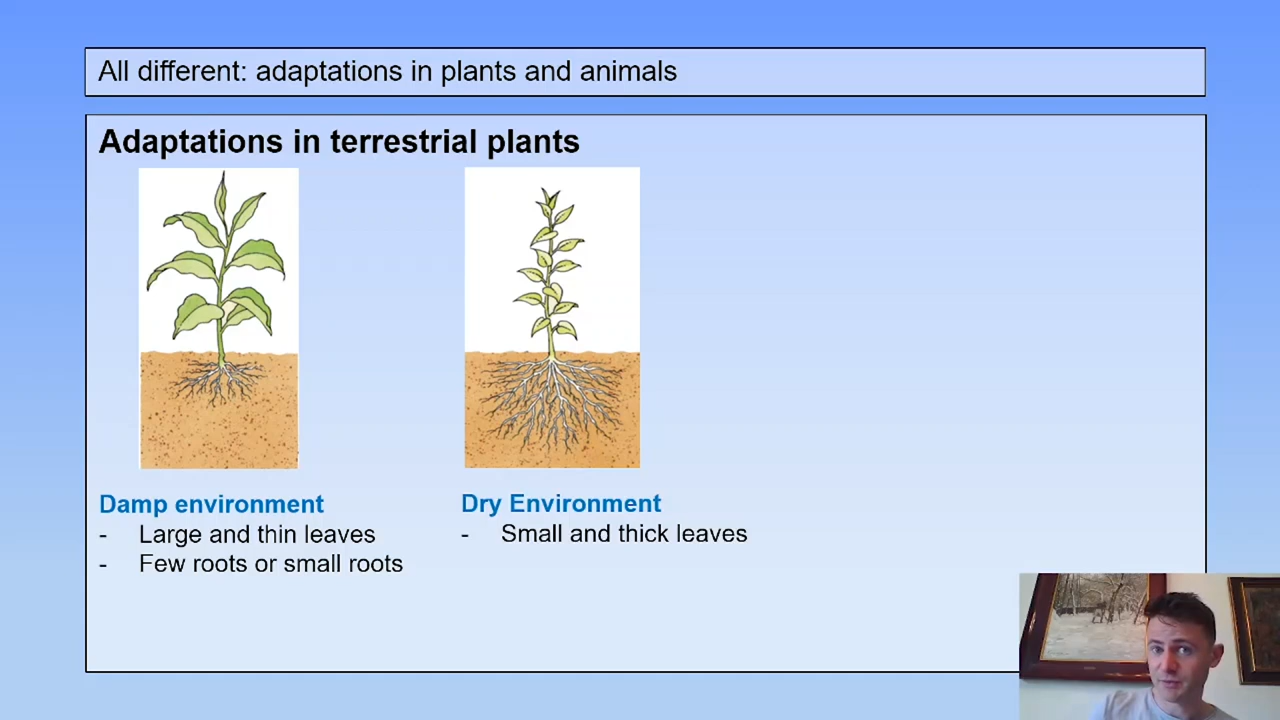 All different: adaptations in plants and animals
Adaptations in terrestrial plants
Damp environment
- Large and thin leaves
- Few roots or small roots
Dry Environment
- Small and thick leaves